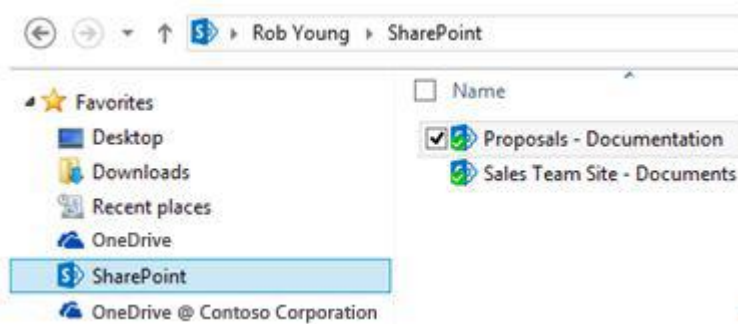 Rob Young SharePoint
Favorites
Desktop
Downloads
Recent places
OneDrive
SharePoint
OneDrive @ Contoso Corporation
Name
Proposals - Documentation
Sales Team Site - Documents